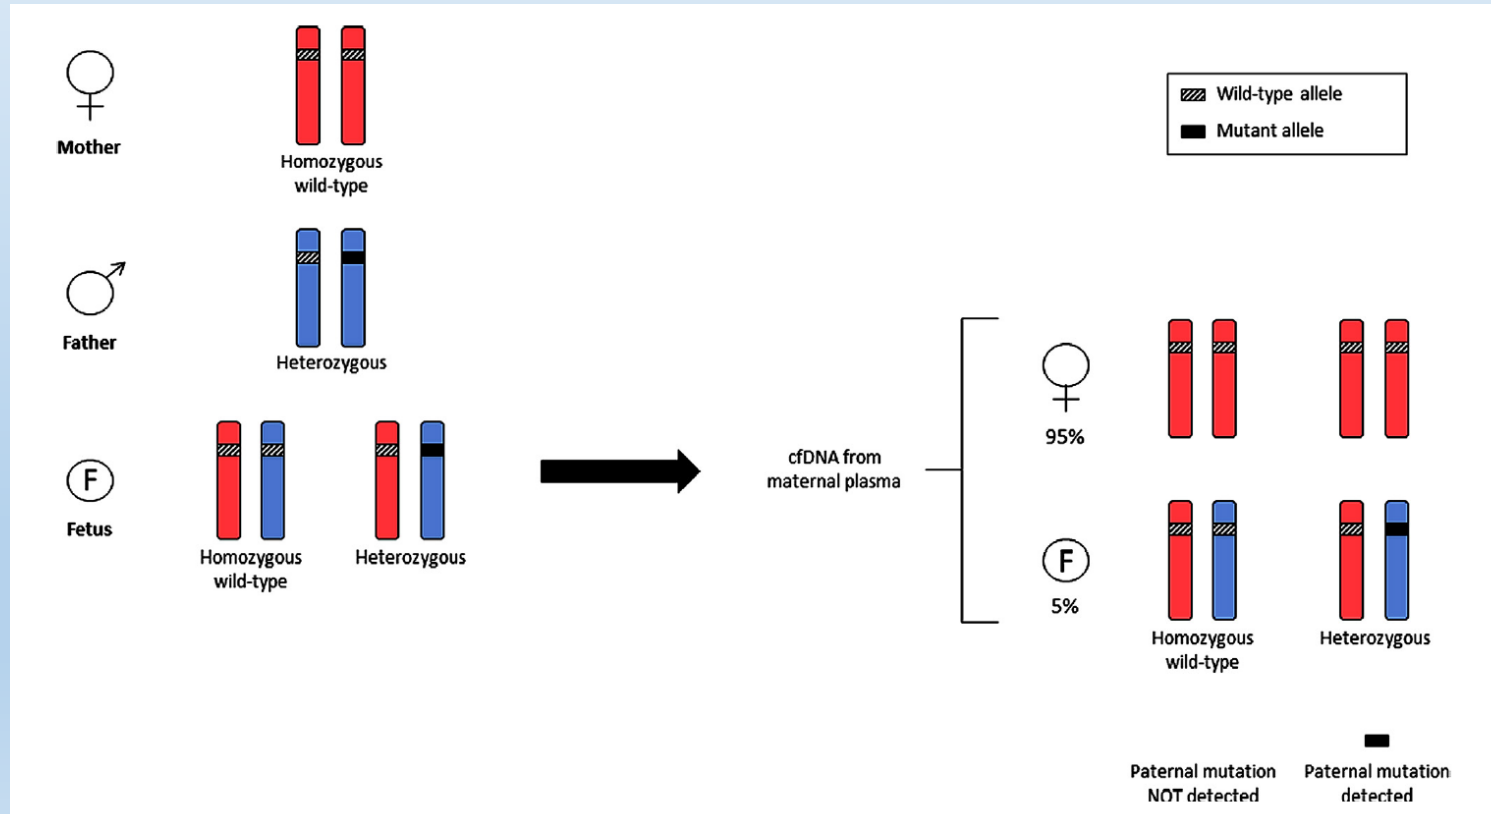 Mother
Homozygous
wild-type
Wild-type allele
Mutant allele
Father
Heterozygous
F
Fetus
Homozygous
wild-type
Heterozygous
cfDNA from
maternal plasma
95%
F
5%
Homozygous
wild-type
Heterozygous
Paternal mutation
NOT detected
Paternal mutation
detected